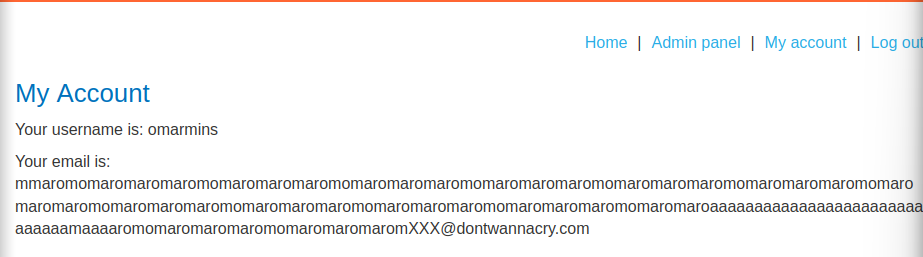 Home | Admin panel | My account | Log out
My Account
Your username is: omarmins
Your email is:
mmaromomaromaromaromomaromaromaromomaromaromaromomaromaromaromomaromaromaromomaromaromaromomaro
maromaromomaromaromaromomaromaromaromomaromaromaromomaromaromaromomaromaroaaaaaaaaaaaaaaaaaaaaaaaa
aaaaaamaaaaromomaromaromaromomaromaromaromXXX@dontwannacry.com